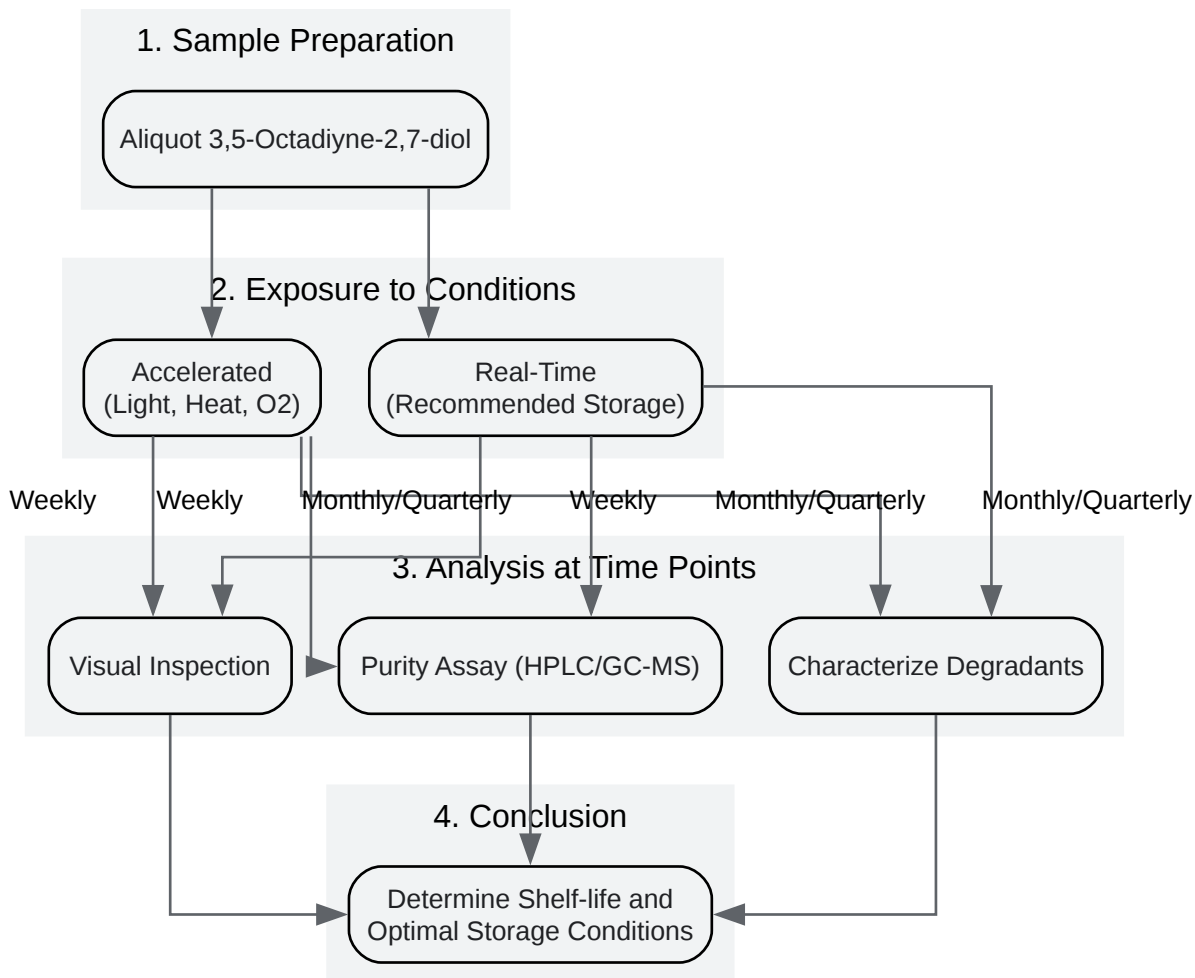 1. Sample Preparation
Aliquot 3,5-Octadiyne-2,7-diol
2. Exposure to Conditions
Accelerated
(Light, Heat, O2)
Real-Time
(Recommended Storage)
Weekly
Weekly
Monthly/Quarterly
Weekly
Monthly/Quarterly
Monthly/Quarterly
3. Analysis at Time Points
Visual Inspection
Purity Assay (HPLC/GC-MS)
Characterize Degradants
4. Conclusion
Determine Shelf-life and
Optimal Storage Conditions